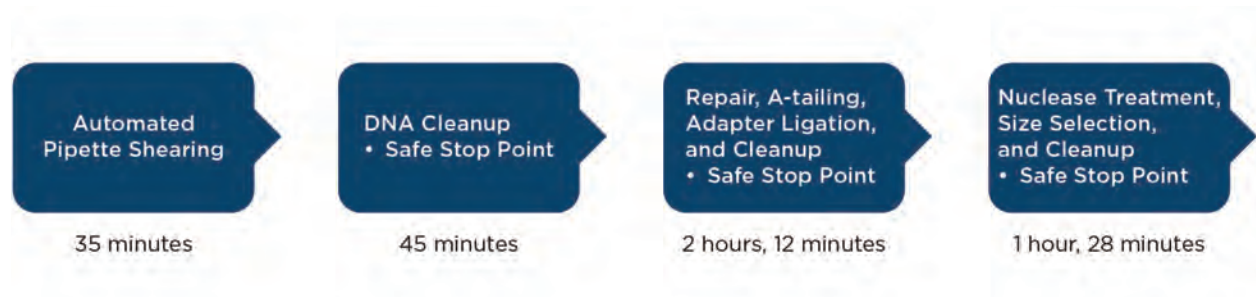 Automated
Pipette Shearing
35 minutes
DNA Cleanup
• Safe Stop Point
45 minutes
Repair, A-tailing,
Adapter Ligation,
and Cleanup
• Safe Stop Point
2 hours, 12 minutes
Nuclease Treatment,
Size Selection,
and Cleanup
• Safe Stop Point
1 hour, 28 minutes